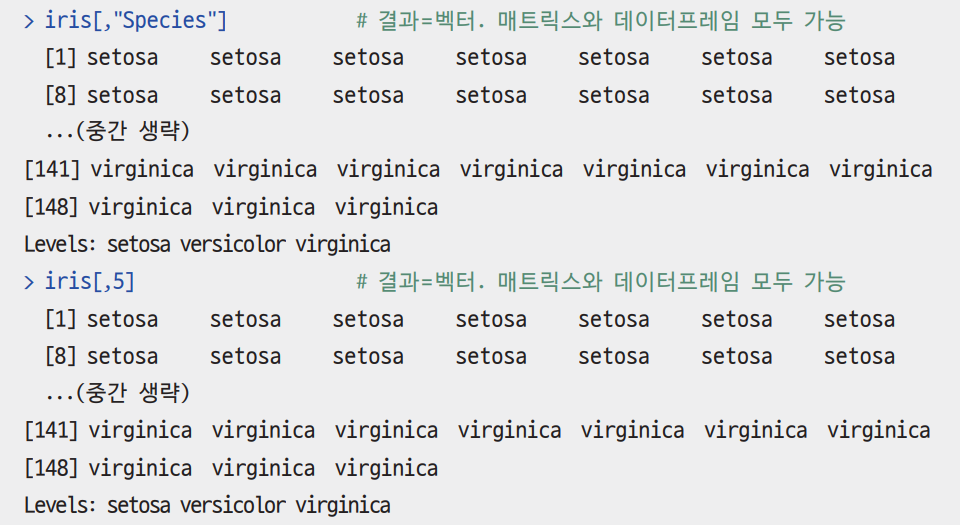 > iris[,"Species"] # 결과=벡터. 매트릭스와 데이터프레임 모두 가능
[1] setosa setosa setosa setosa setosa setosa setosa
[8] setosa setosa setosa setosa setosa setosa setosa
...(중간 생략)
[141] virginica virginica virginica virginica virginica virginica virginica
[148] virginica virginica virginica
Levels: setosa versicolor virginica
> iris[,5] # 결과=벡터. 매트릭스와 데이터프레임 모두 가능
[1] setosa setosa setosa setosa setosa setosa setosa
[8] setosa setosa setosa setosa setosa setosa setosa
...(중간 생략)
[141] virginica virginica virginica virginica virginica virginica virginica
[148] virginica virginica virginica
Levels: setosa versicolor virginica